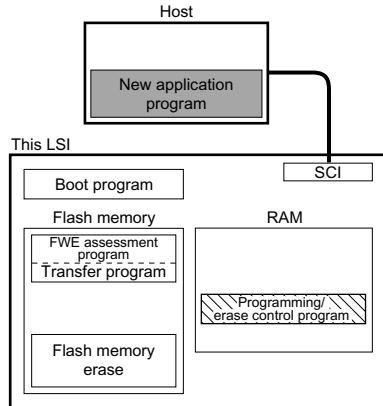 Host
New application
program
This LSI
SCI
Boot program
Flash memory
RAM
FWE assessment
program
Transfer program
Programming/
erase control program
Flash memory
erase